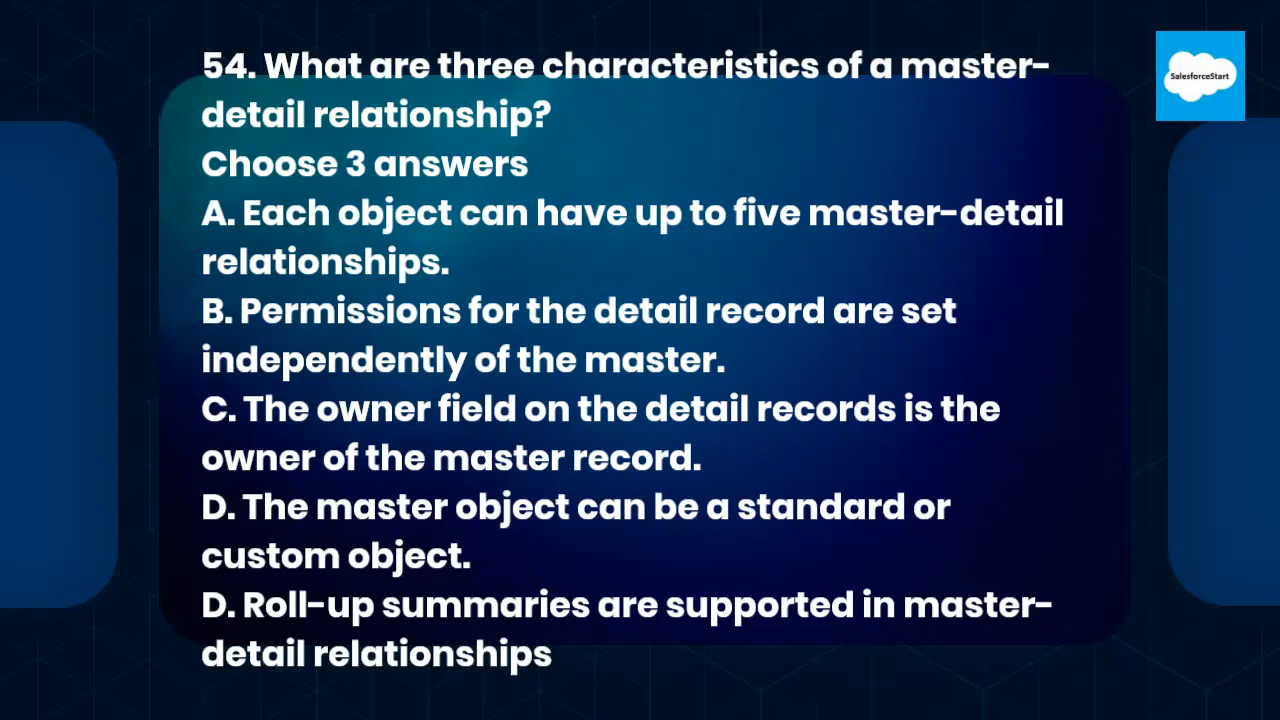 54. What are three characteristics of a master-
detail relationship?
Choose 3 answers
A. Each object can have up to five master-detail
relationships.
B. Permissions for the detail record are set
independently of the master.
C. The owner field on the detail records is the
owner of the master record.
D. The master object can be a standard or
custom object.
D. Roll-up summaries are supported in master-
detail relationships
SalesforceStart